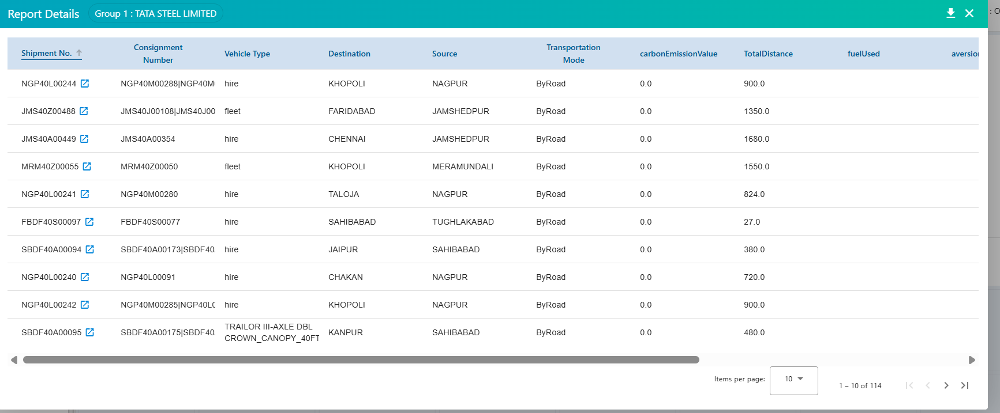 Report Details Group 1 : TATA STEEL LIMITED : O
Shipment No. Consignment Number Vehicle Type Destination Source Transportation Mode carbonEmissionValue TotalDistance fuelUsed aversion
NGP40L00244 NGP40M00288|NGP40M hire KHOPOLI NAGPUR ByRoad 0.0 900.0
JMS40Z00488 JMS40J00108|JMS40J00 fleet FARIDABAD JAMSHEDPUR ByRoad 0.0 1350.0
JMS40A00449 JMS40A00354 hire CHENNAI JAMSHEDPUR ByRoad 0.0 1680.0
MRM40Z00055 MRM40Z00050 fleet KHOPOLI MERAMUNDALI ByRoad 0.0 1550.0
NGP40L00241 NGP40M00280 hire TALOJA NAGPUR ByRoad 0.0 824.0
FBDF40S00097 FBDF40S00077 hire SAHIBABAD TUGHLAKABAD ByRoad 0.0 27.0
SBDF40A00094 SBDF40A00173|SBDF40 hire JAIPUR SAHIBABAD ByRoad 0.0 380.0
NGP40L00240 NGP40L00091 hire CHAKAN NAGPUR ByRoad 0.0 720.0
NGP40L00242 NGP40M00285|NGP40L0 hire KHOPOLI NAGPUR ByRoad 0.0 900.0
SBDF40A00095 SBDF40A00175|SBDF40 TRAILOR III-AXLE DBL CROWN_CANOPY_40FT KANPUR SAHIBABAD ByRoad 0.0 480.0
Items per page: 10 1 – 10 of 114